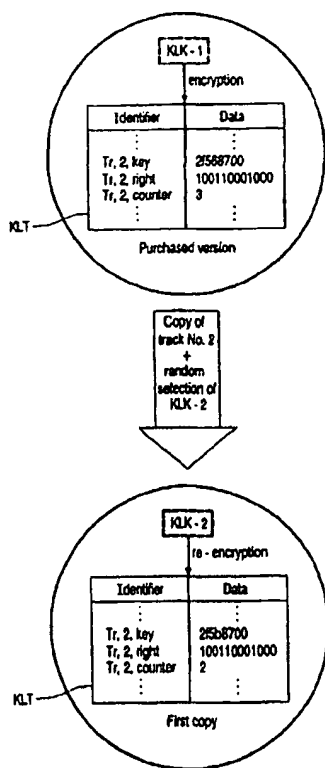 KLK - 1
encryption
Identifier Data
Tr, 2, key 2f568700
Tr, 2, right 100110001000
Tr, 2, counter 3
KLT
Purchased version
Copy of
track No. 2
+
random
selection of
KLK - 2
KLK - 2
re - encryption
Identifier Data
Tr, 2, key 2f5b8700
Tr, 2, right 100110001000
Tr, 2, counter 2
KLT
First copy